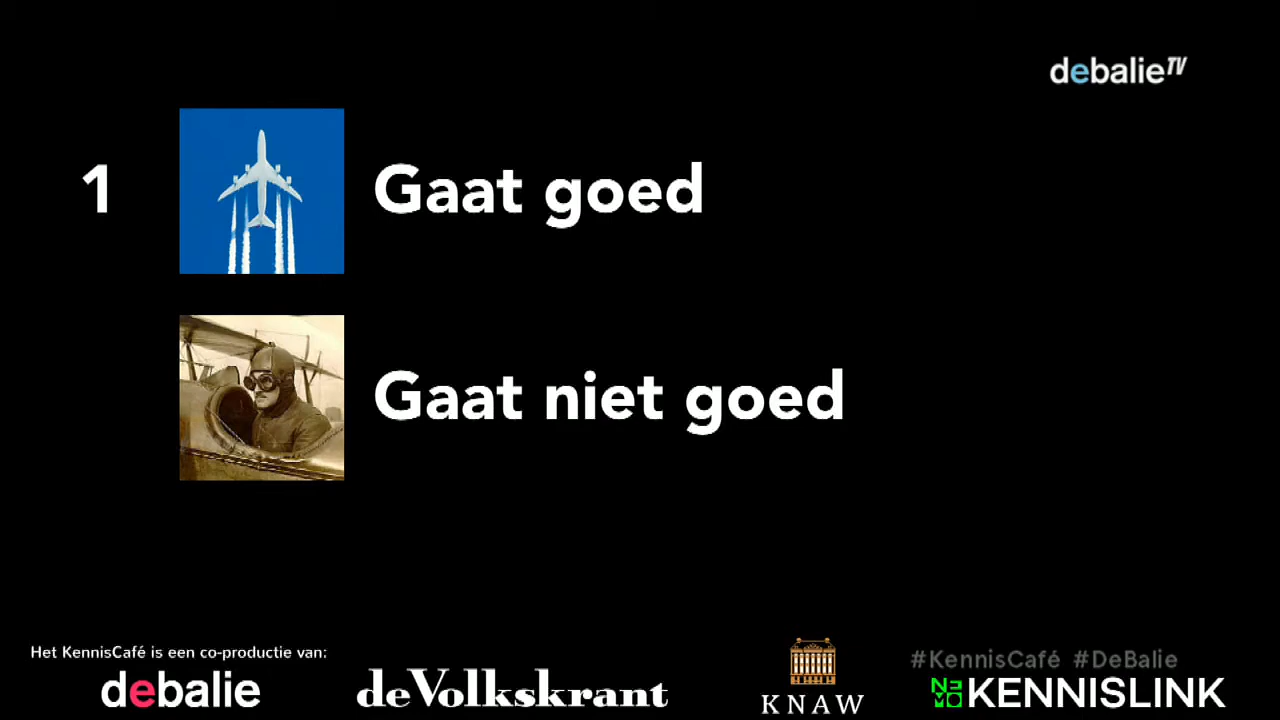 debalieTV
1
Gaat goed
Gaat niet goed
Het KennisCafé is een co-productie van:
debalie
deVolkskrant
KNAW
#KennisCafé #DeBalie
NEMO KENNISLINK